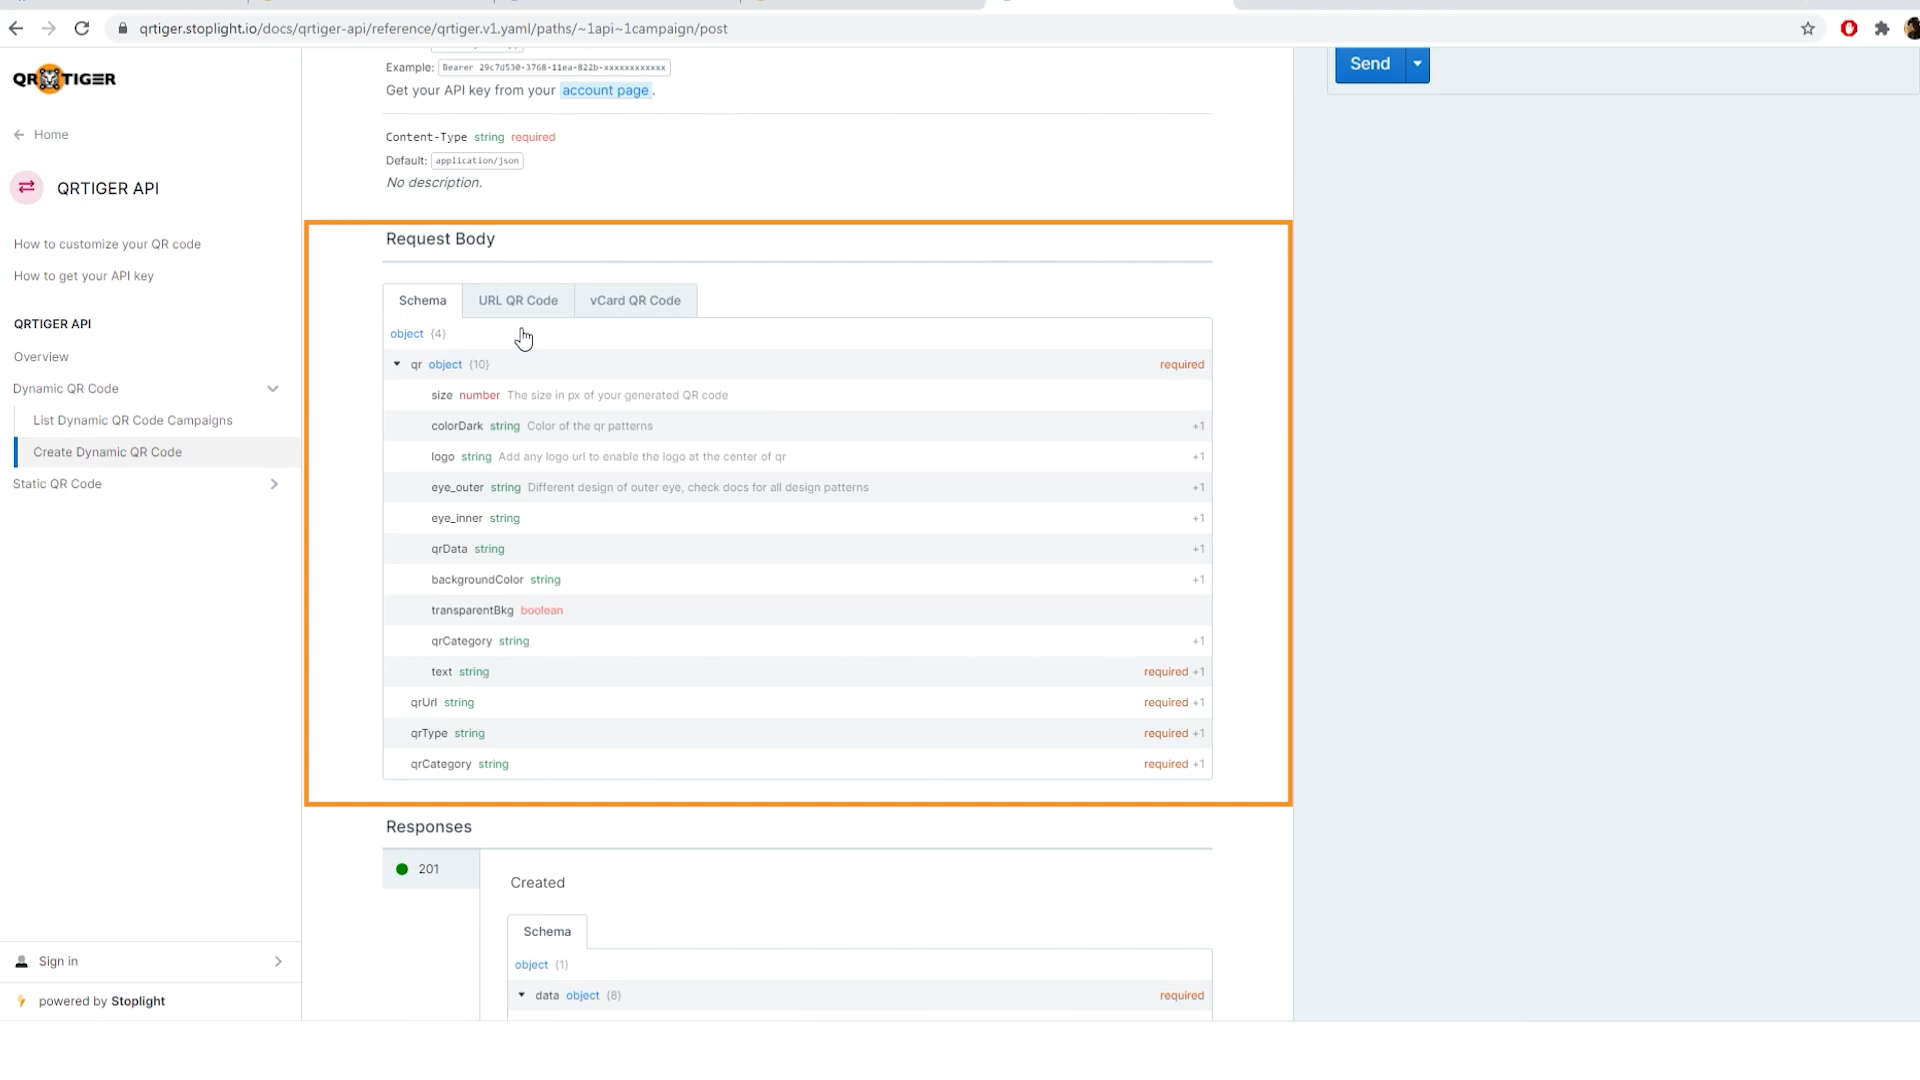 qrtiger.stoplight.io/docs/qrtiger-api/reference/qrtiger.v1.yaml/paths/~1api~1campaign/post
QR TIGER
Home
QRTIGER API
How to customize your QR code
How to get your API key
QRTIGER API
Overview
Dynamic QR Code
List Dynamic QR Code Campaigns
Create Dynamic QR Code
Static QR Code
Sign in
powered by Stoplight
Example: Bearer 29c7d530-3768-11ea-822b-xxxxxxxxxxxx
Get your API key from your account page.
Content-Type string required
Default: application/json
No description.
Request Body
Schema URL QR Code vCard QR Code
object {4}
qr object {10} required
size number The size in px of your generated QR code
colorDark string Color of the qr patterns +1
logo string Add any logo url to enable the logo at the center of qr +1
eye_outer string Different design of outer eye, check docs for all design patterns +1
eye_inner string +1
qrData string +1
backgroundColor string +1
transparentBkg boolean
qrCategory string +1
text string required +1
qrUrl string required +1
qrType string required +1
qrCategory string required +1
Responses
201
Created
Schema
object {1}
data object {8} required
Send